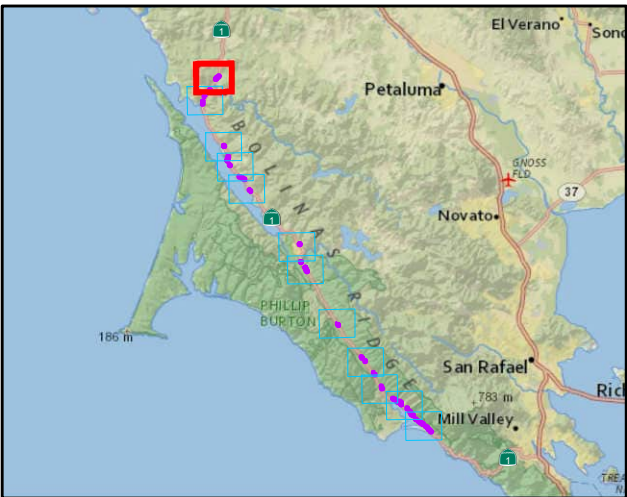 El Verano
Sono
1
Petaluma
GNOSS
FLD
37
BOLINAS RIDGE
Novato
1
PHILLIP
BURTON
186 m
San Rafael
Rich
783 m
Mill Valley
1
TREA